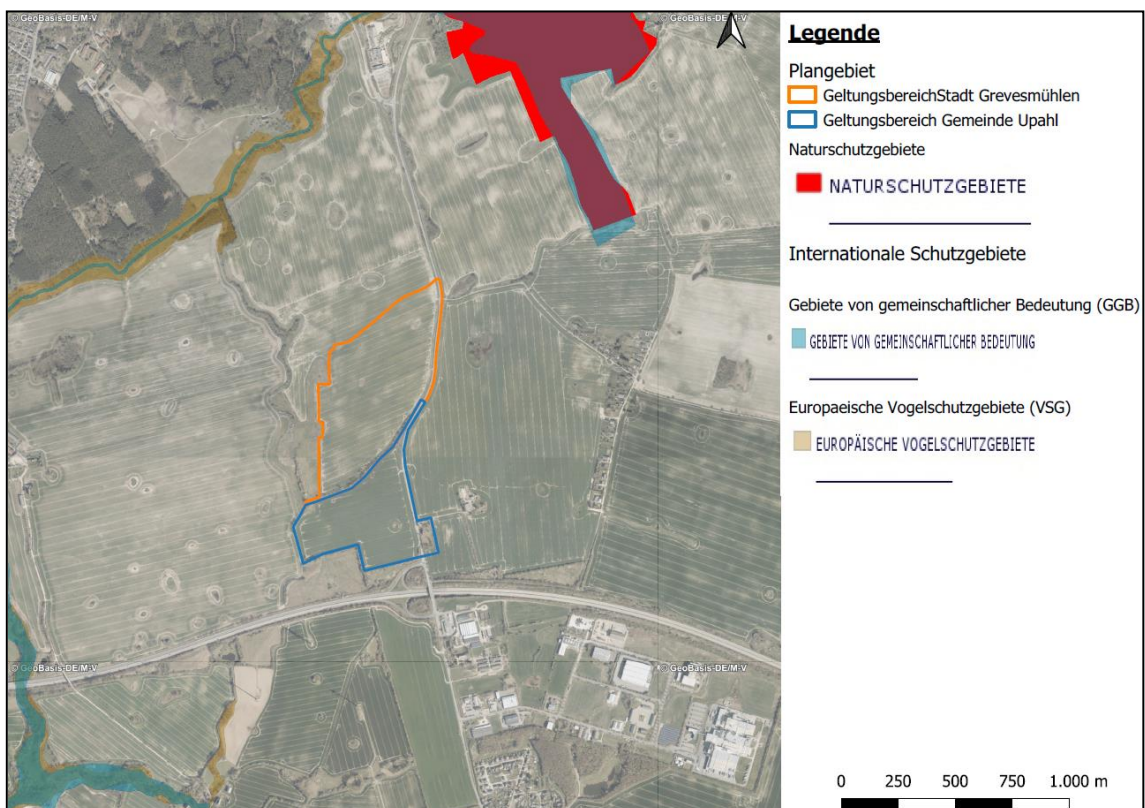 © GeoBasis-DE/M-V
© GeoBasis-DE/M-V
© GeoBasis-DE/M-V
© GeoBasis-DE/M-V
Legende
Plangebiet
GeltungsbereichStadt Grevesmühlen
Geltungsbereich Gemeinde Upahl
Naturschutzgebiete
NATURSCHUTZGEBIETE
Internationale Schutzgebiete
Gebiete von gemeinschaftlicher Bedeutung (GGB)
GEBIETE VON GEMEINSCHAFTLICHER BEDEUTUNG
Europaeische Vogelschutzgebiete (VSG)
EUROPÄISCHE VOGELSCHUTZGEBIETE
0 250 500 750 1.000 m